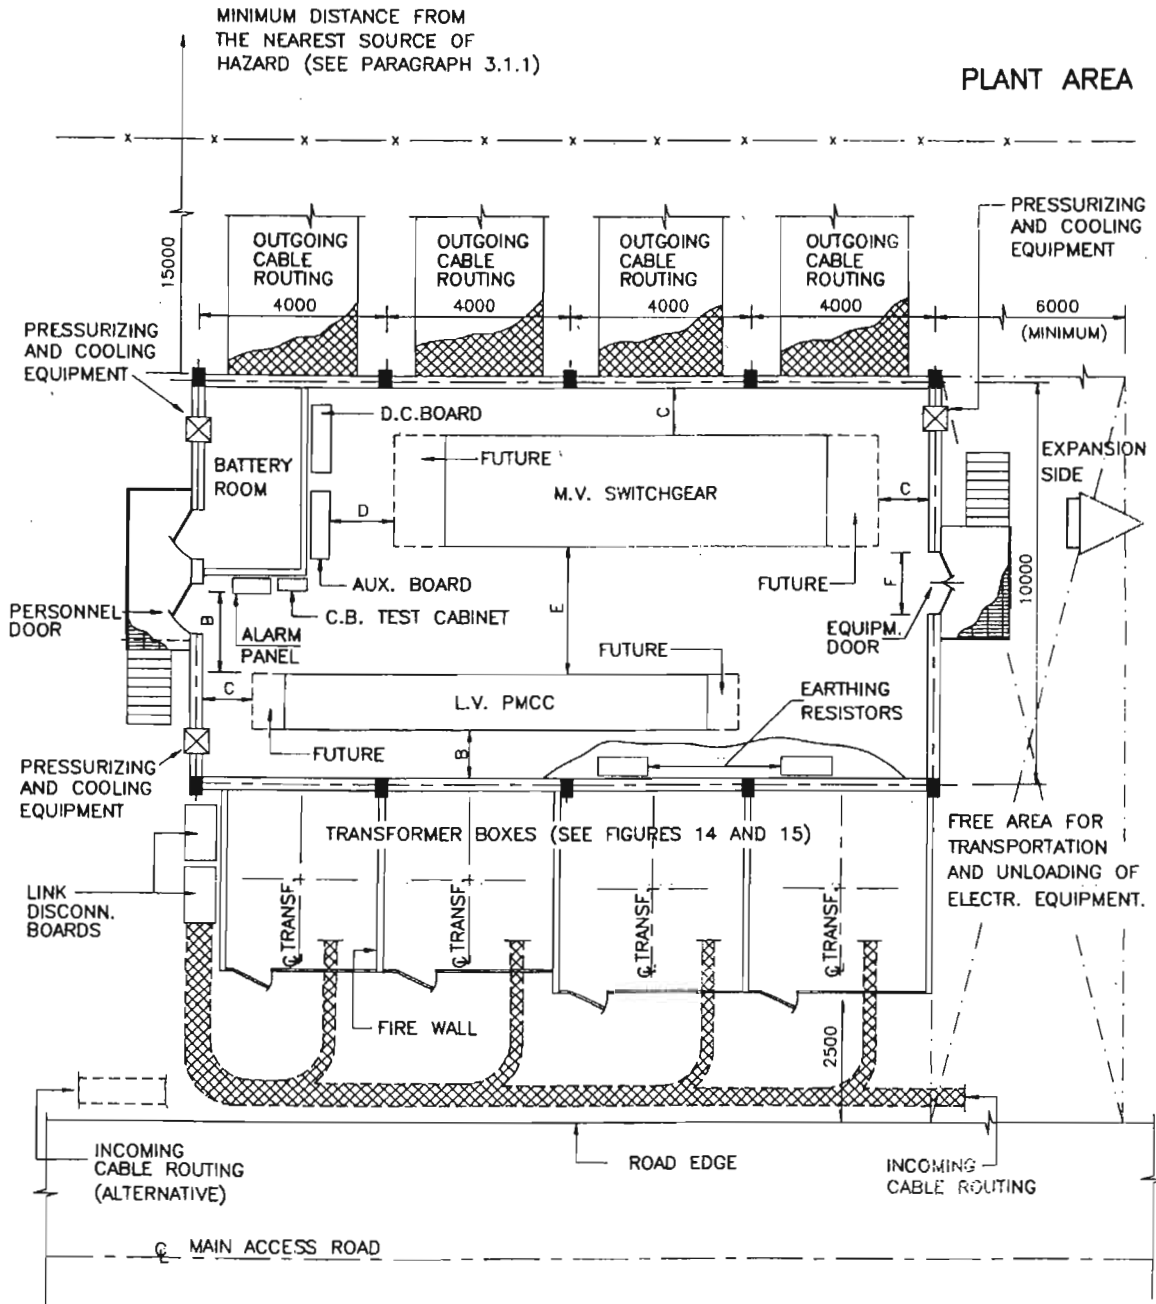 MINIMUM DISTANCE FROM
THE NEAREST SOURCE OF
HAZARD (SEE PARAGRAPH 3.1.1)
PLANT AREA
x x x x x x x x x x x
15000
OUTGOING
CABLE
ROUTING
OUTGOING
CABLE
ROUTING
OUTGOING
CABLE
ROUTING
OUTGOING
CABLE
ROUTING
PRESSURIZING
AND COOLING
EQUIPMENT
4000
4000
4000
4000
6000
(MINIMUM)
PRESSURIZING
AND COOLING
EQUIPMENT
D.C.BOARD
C
BATTERY
ROOM
FUTURE
M.V. SWITCHGEAR
C
EXPANSION
SIDE
D
AUX. BOARD
E
FUTURE
F
10000
PERSONNEL
DOOR
B
C.B. TEST CABINET
ALARM
PANEL
EQUIPM.
DOOR
FUTURE
C
L.V. PMCC
EARTHING
RESISTORS
FUTURE
B
PRESSURIZING
AND COOLING
EQUIPMENT
TRANSFORMER BOXES (SEE FIGURES 14 AND 15)
FREE AREA FOR
TRANSPORTATION
AND UNLOADING OF
ELECTR. EQUIPMENT.
LINK
DISCONN.
BOARDS
℄ TRANSF.
℄ TRANSF.
℄ TRANSF.
℄ TRANSF.
FIRE WALL
2500
INCOMING
CABLE ROUTING
(ALTERNATIVE)
ROAD EDGE
INCOMING
CABLE ROUTING
℄ MAIN ACCESS ROAD